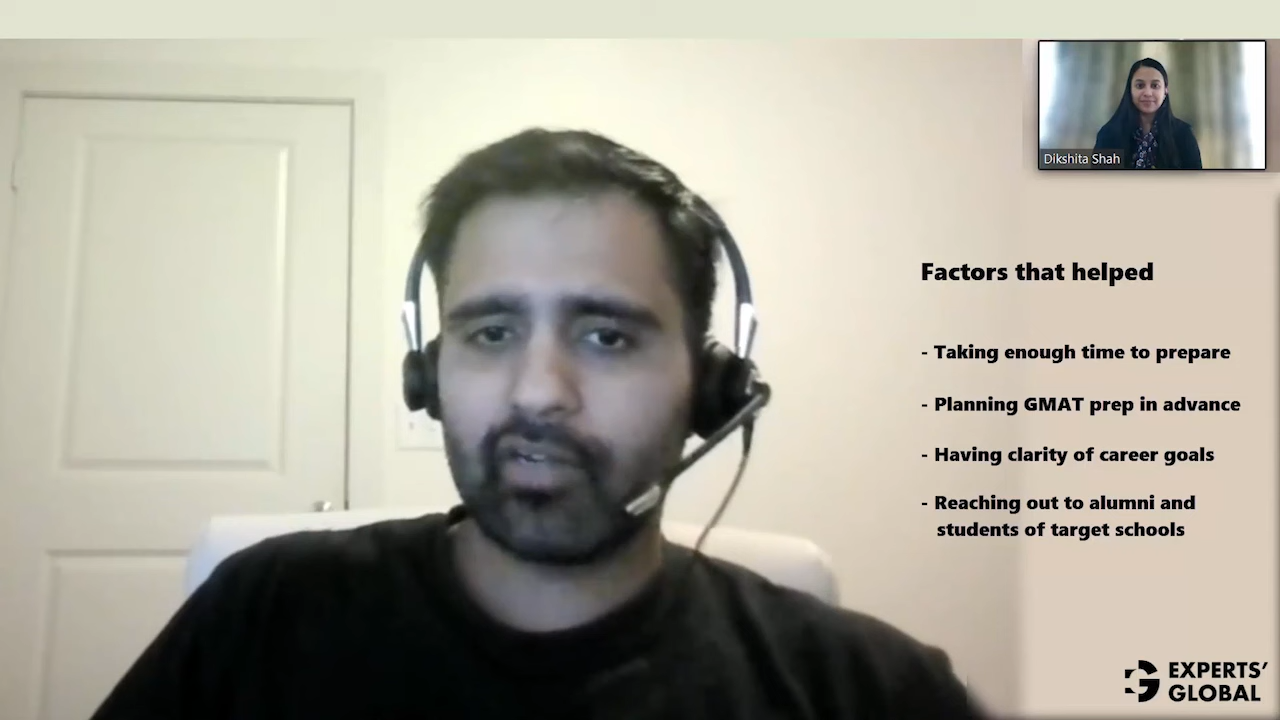 Dikshita Shah
Factors that helped
- Taking enough time to prepare
- Planning GMAT prep in advance
- Having clarity of career goals
- Reaching out to alumni and
students of target schools
EXPERTS'
GLOBAL